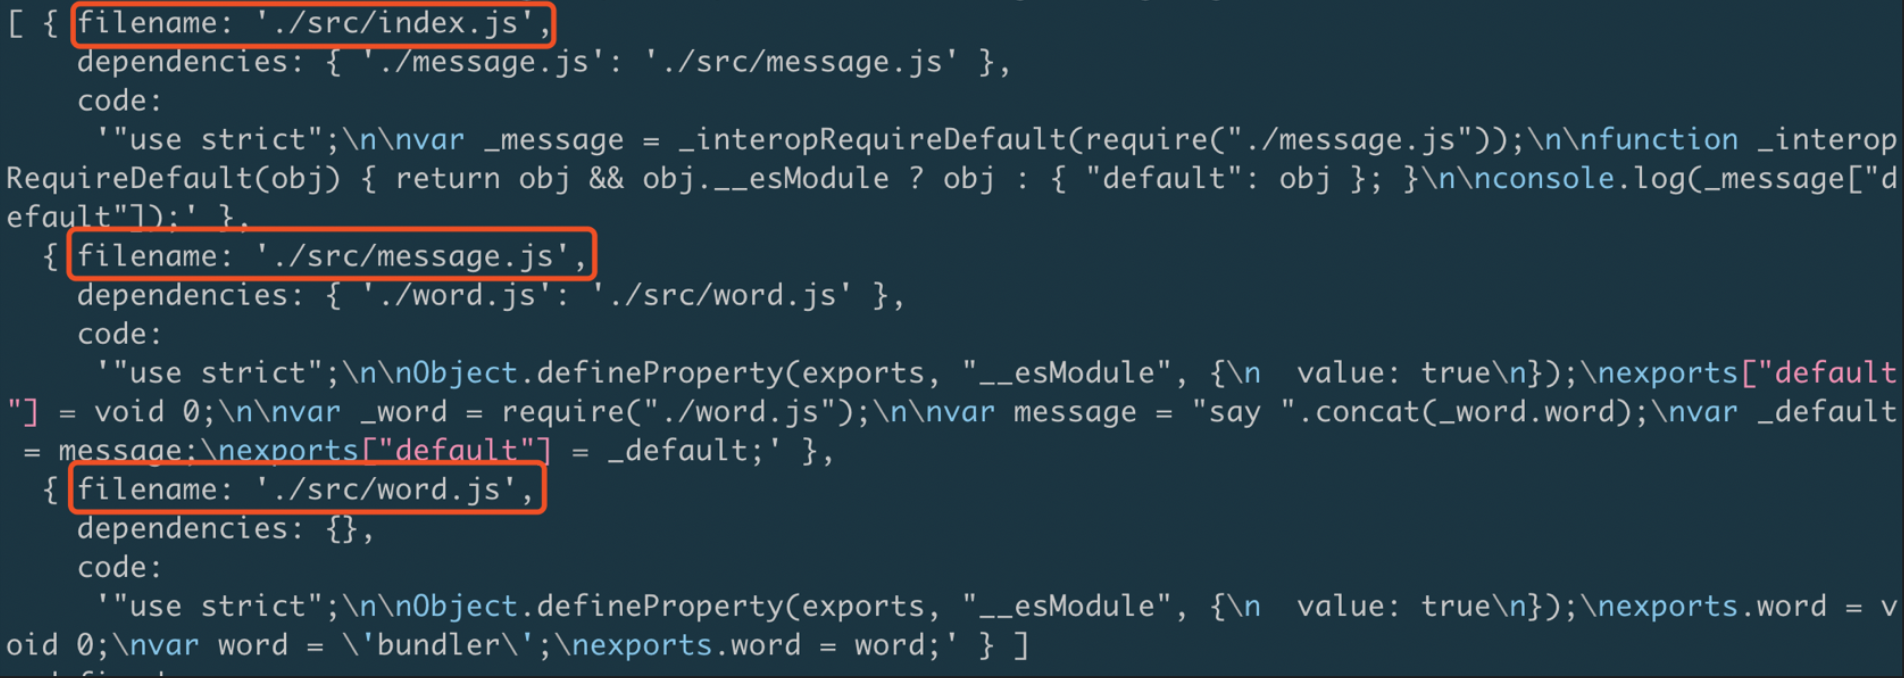 [ { filename: './src/index.js',
dependencies: { './message.js': './src/message.js' },
code:
'"use strict";\n\nvar _message = _interopRequireDefault(require("./message.js"));\n\nfunction _interop
RequireDefault(obj) { return obj && obj.__esModule ? obj : { "default": obj }; }\n\nconsole.log(_message["d
efault"]);' },
{ filename: './src/message.js',
dependencies: { './word.js': './src/word.js' },
code:
'"use strict";\n\nObject.defineProperty(exports, "__esModule", {\n  value: true\n});\nexports["default
"] = void 0;\n\nvar _word = require("./word.js");\n\nvar message = "say ".concat(_word.word);\nvar _default
= message;\nexports["default"] = _default;' },
{ filename: './src/word.js',
dependencies: {},
code:
'"use strict";\n\nObject.defineProperty(exports, "__esModule", {\n  value: true\n});\nexports.word = v
oid 0;\nvar word = \'bundler\';\nexports.word = word;' } ]